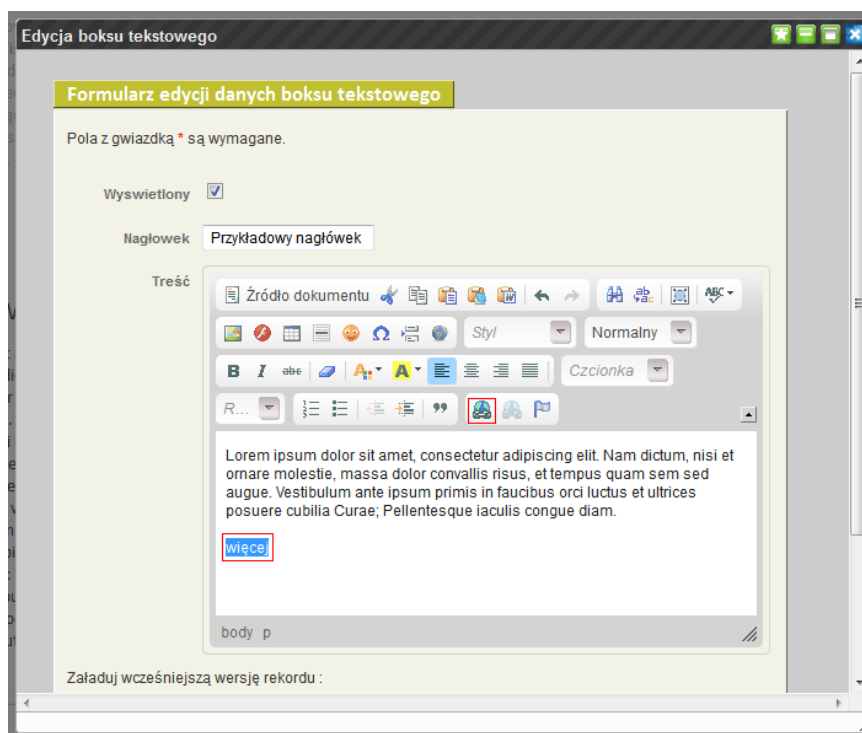 Edycja boksu tekstowego
Formularz edycji danych boksu tekstowego
Pola z gwiazdką * są wymagane.
Wyswietlony
Nagłowek Przykładowy nagłówek
Treść
Źródło dokumentu ABC
Styl Normalny
B I abc A A Czcionka
R...
Lorem ipsum dolor sit amet, consectetur adipiscing elit. Nam dictum, nisi et
ornare molestie, massa dolor convallis risus, et tempus quam sem sed
augue. Vestibulum ante ipsum primis in faucibus orci luctus et ultrices
posuere cubilia Curae; Pellentesque iaculis congue diam.
więcej
body p
Załaduj wcześniejszą wersję rekordu :